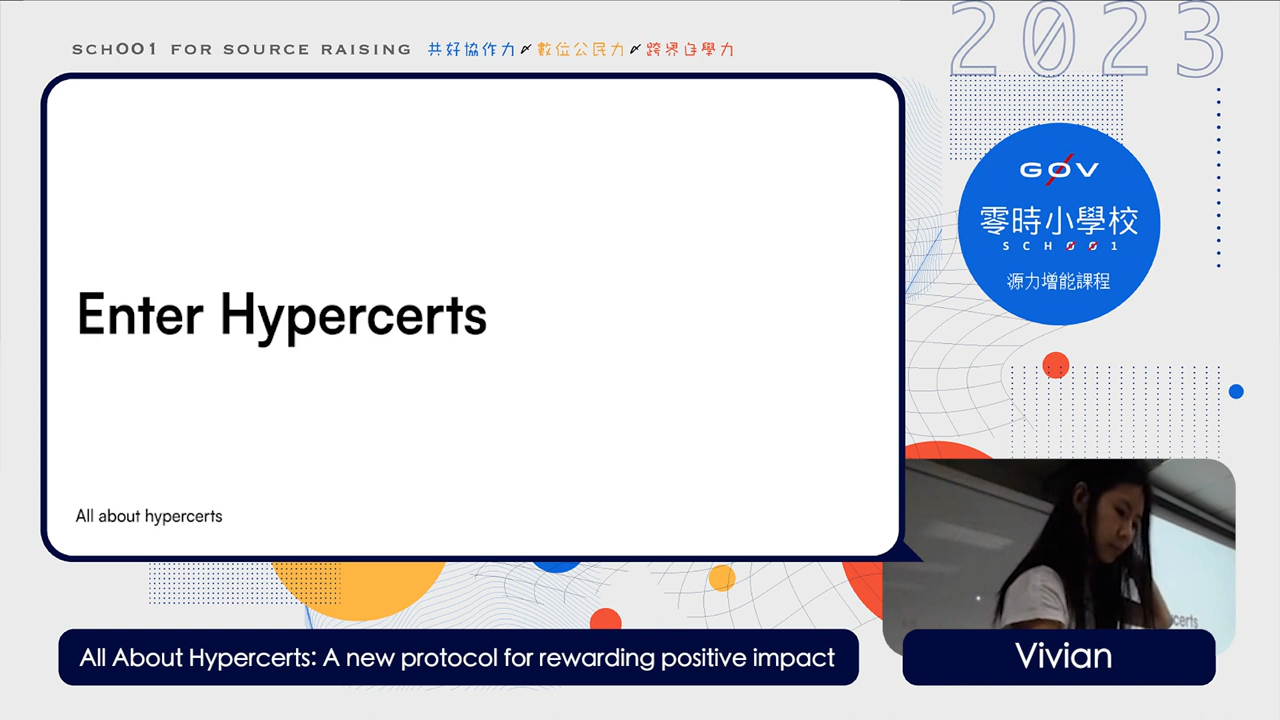 SCH001 FOR SOURCE RAISING 共好協作力 數位公民力 跨界自學力
2023
G0V
零時小學校
SCH001
源力增能課程
Enter Hypercerts
All about hypercerts
certs
All About Hypercerts: A new protocol for rewarding positive impact
Vivian